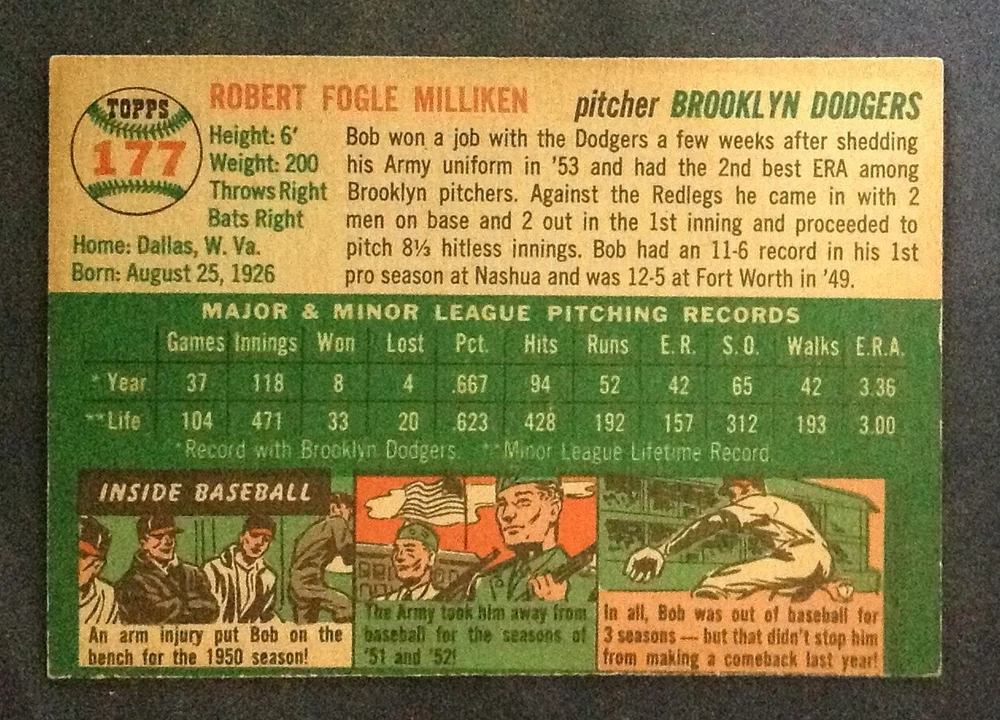 TOPPS
177
ROBERT FOGLE MILLIKEN pitcher BROOKLYN DODGERS
Height: 6'
Weight: 200
Throws Right
Bats Right
Home: Dallas, W. Va.
Born: August 25, 1926
Bob won a job with the Dodgers a few weeks after shedding
his Army uniform in '53 and had the 2nd best ERA among
Brooklyn pitchers. Against the Redlegs he came in with 2
men on base and 2 out in the 1st inning and proceeded to
pitch 8⅓ hitless innings. Bob had an 11-6 record in his 1st
pro season at Nashua and was 12-5 at Fort Worth in '49.
MAJOR & MINOR LEAGUE PITCHING RECORDS
Games Innings Won Lost Pct. Hits Runs E.R. S.O. Walks E.R.A.
*Year 37 118 8 4 .667 94 52 42 65 42 3.36
**Life 104 471 33 20 .623 428 192 157 312 193 3.00
*Record with Brooklyn Dodgers. **Minor League Lifetime Record.
INSIDE BASEBALL
An arm injury put Bob on the
bench for the 1950 season!
The Army took him away from
baseball for the seasons of
'51 and '52!
In all, Bob was out of baseball for
3 seasons — but that didn't stop him
from making a comeback last year!